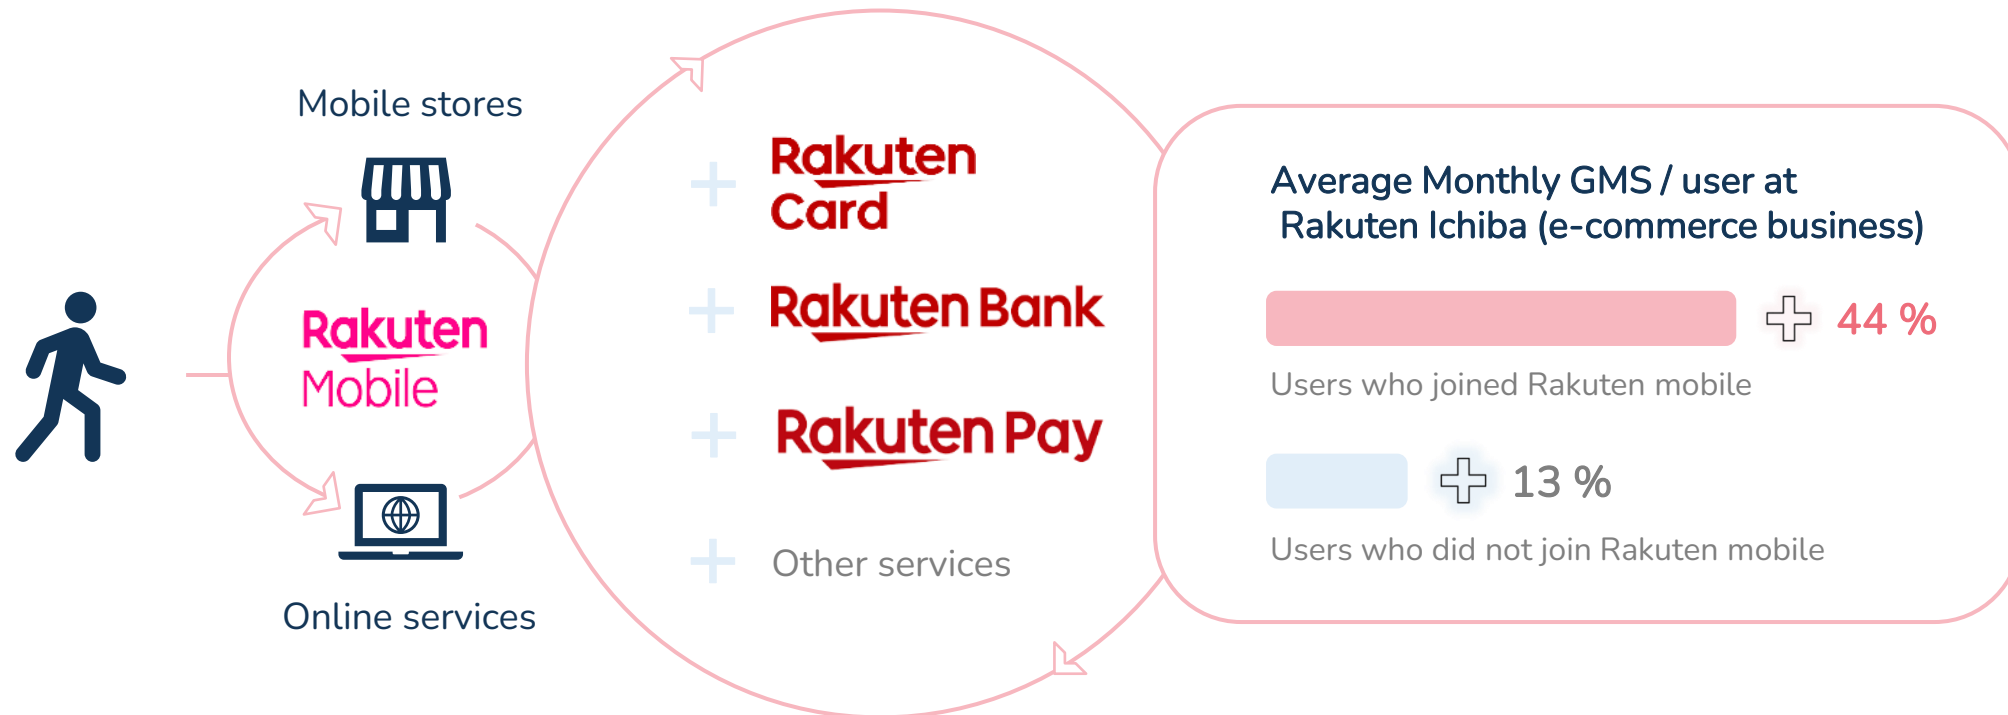 Mobile stores
Rakuten
Mobile
Online services
Rakuten
Card
Rakuten Bank
Rakuten Pay
Other services
Average Monthly GMS / user at
Rakuten Ichiba (e-commerce business)
44 %
Users who joined Rakuten mobile
13 %
Users who did not join Rakuten mobile